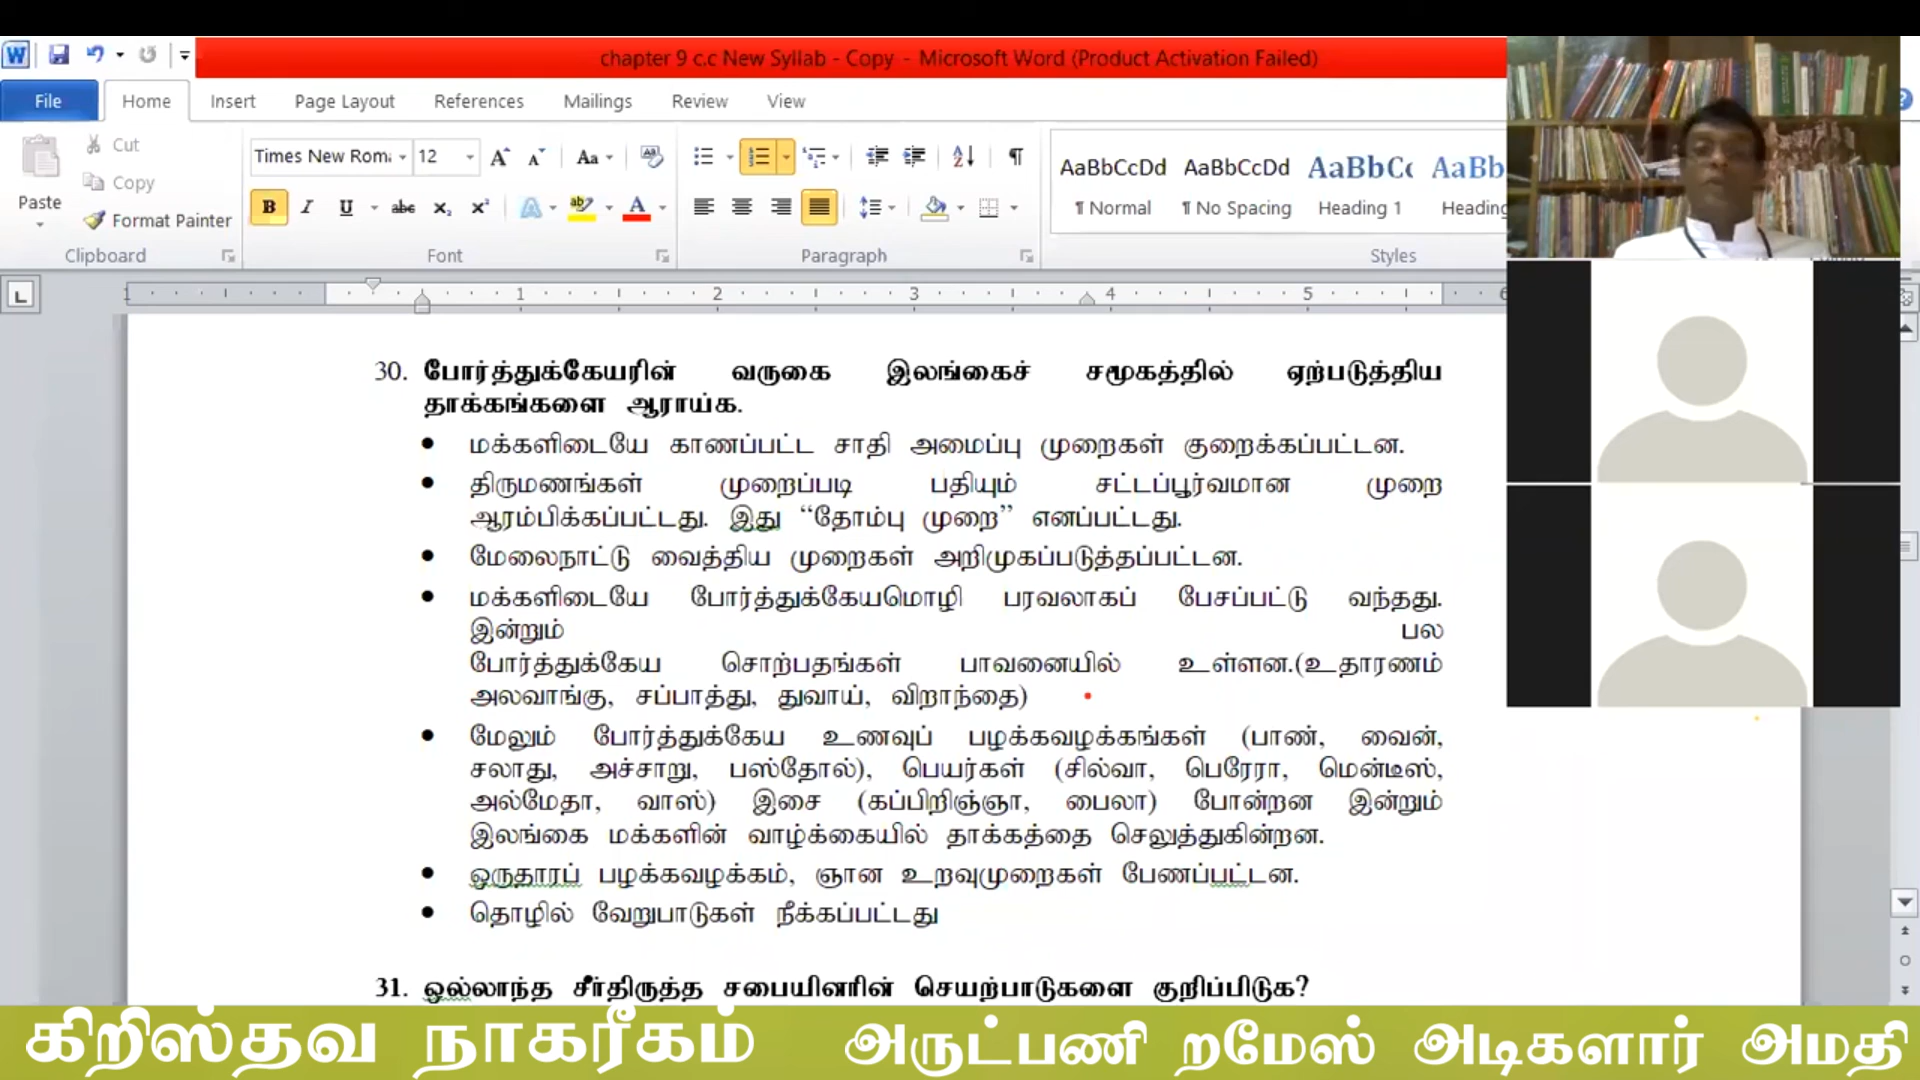 chapter 9 c.c New Syllab - Copy - Microsoft Word (Product Activation Failed)
File Home Insert Page Layout References Mailings Review View
Paste
Cut
Copy
Format Painter
Clipboard
12
Font
Paragraph
AaBbCcDd AaBbCcDd
¶ Normal ¶ No Spacing Heading 1
Styles
1 1 2 3 4 5
30. போர்த்துக்கேயரின் வருகை இலங்கைச் சமூகத்தில் ஏற்படுத்திய
தாக்கங்களை ஆராய்க.
• மக்களிடையே காணப்பட்ட சாதி அமைப்பு முறைகள் குறைக்கப்பட்டன.
• திருமணங்கள் முறைப்படி பதியும் சட்டப்பூர்வமான முறை
ஆரம்பிக்கப்பட்டது. இது “தோம்பு முறை” எனப்பட்டது.
• மேலைநாட்டு வைத்திய முறைகள் அறிமுகப்படுத்தப்பட்டன.
• மக்களிடையே போர்த்துக்கேயமொழி பரவலாகப் பேசப்பட்டு வந்தது.
இன்றும் பல
போர்த்துக்கேய சொற்பதங்கள் பாவனையில் உள்ளன.(உதாரணம்
அலவாங்கு, சப்பாத்து, துவாய், விறாந்தை)
• மேலும் போர்த்துக்கேய உணவுப் பழக்கவழக்கங்கள் (பாண், வைன்,
சலாது, அச்சாறு, பஸ்தோல்), பெயர்கள் (சில்வா, பெரேரா, மென்டீஸ்,
அல்மேதா, வாஸ்) இசை (கப்பிறிஞ்ஞா, பைலா) போன்றன இன்றும்
இலங்கை மக்களின் வாழ்க்கையில் தாக்கத்தை செலுத்துகின்றன.
• ஒருதாரப் பழக்கவழக்கம், ஞான உறவுமுறைகள் பேணப்பட்டன.
• தொழில் வேறுபாடுகள் நீக்கப்பட்டது
31. ஒல்லாந்த சீர்திருத்த சபையினரின் செயற்பாடுகளை குறிப்பிடுக?
கிறிஸ்தவ நாகரீகம் அருட்பணி றமேஸ் அடிகளார் அமதி